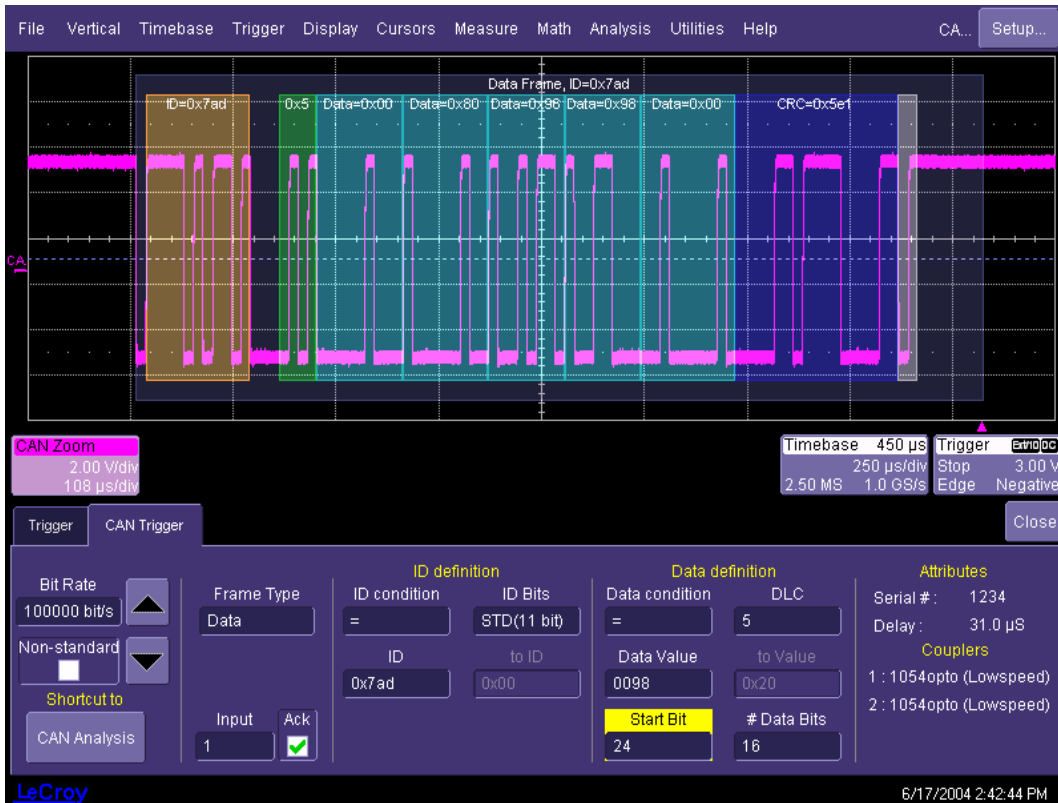 File Vertical Timebase Trigger Display Cursors Measure Math Analysis Utilities Help CA... Setup...
Data Frame, ID=0x7ad
ID=0x7ad 0x5 Data=0x00 Data=0x80 Data=0x96 Data=0x98 Data=0x00 CRC=0x5e1
CA
CAN Zoom
2.00 V/div
108 µs/div
Timebase 450 µs
250 µs/div
2.50 MS 1.0 GS/s
Trigger Ext/10 DC
Stop 3.00 V
Edge Negative
Trigger CAN Trigger Close
Bit Rate
100000 bit/s
Non-standard
Shortcut to
CAN Analysis
Frame Type
Data
Input Ack
1
ID definition
ID condition ID Bits
= STD(11 bit)
ID to ID
0x7ad 0x00
Data definition
Data condition DLC
= 5
Data Value to Value
0098 0x20
Start Bit # Data Bits
24 16
Attributes
Serial # : 1234
Delay : 31.0 µS
Couplers
1 : 1054opto (Lowspeed)
2 : 1054opto (Lowspeed)
LeCroy 6/17/2004 2:42:44 PM